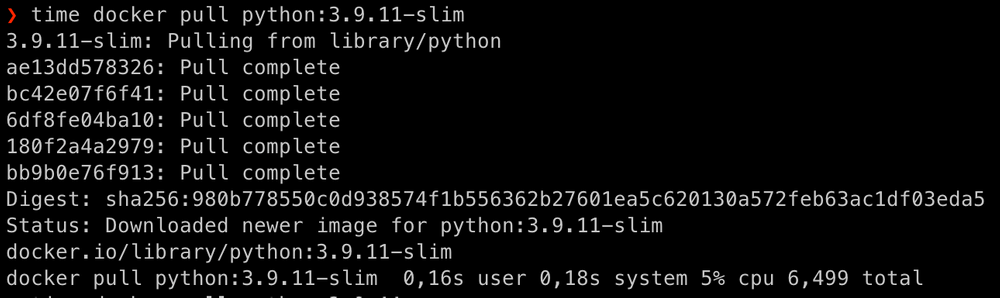 ❯ time docker pull python:3.9.11-slim
3.9.11-slim: Pulling from library/python
ae13dd578326: Pull complete
bc42e07f6f41: Pull complete
6df8fe04ba10: Pull complete
180f2a4a2979: Pull complete
bb9b0e76f913: Pull complete
Digest: sha256:980b778550c0d938574f1b556362b27601ea5c620130a572feb63ac1df03eda5
Status: Downloaded newer image for python:3.9.11-slim
docker.io/library/python:3.9.11-slim
docker pull python:3.9.11-slim  0,16s user 0,18s system 5% cpu 6,499 total